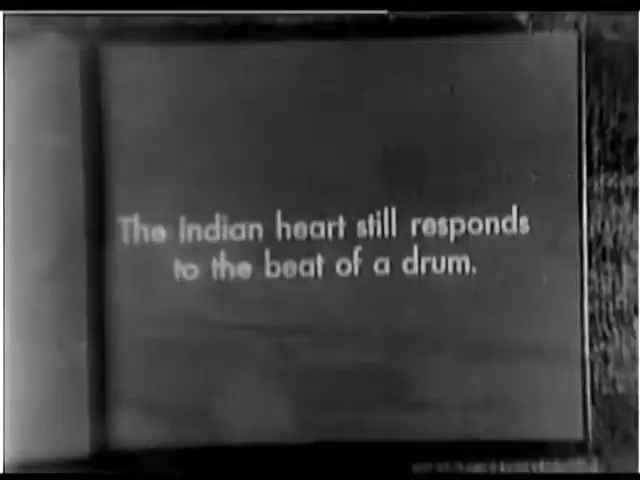 The Indian heart still responds
to the beat of a drum.